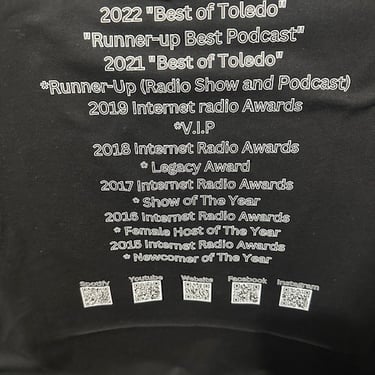 2022 "Best of Toledo"
"Runner-up Best Podcast"
2021 "Best of Toledo"
*Runner-Up (Radio Show and Podcast)
2019 Internet radio Awards
*V.I.P
2018 internet Radio Awards
* Legacy Award
2017 Internet Radio Awards
* Show of The Year
2016 Internet Radio Awards
* Female Host of The Year
2015 Internet Radio Awards
* Newcomer of The Year
Spotify Youtube Website Facebook Instagram